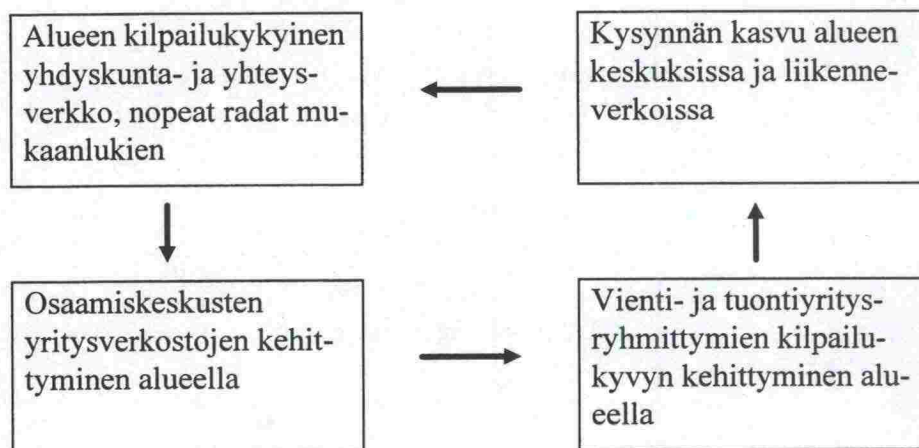 Alueen kilpailukykyinen
yhdyskunta- ja yhteys-
verkko, nopeat radat mu-
kaanlukien
Kysynnän kasvu alueen
keskuksissa ja liikenne-
verkoissa
Osaamiskeskusten
yritysverkostojen kehit-
tyminen alueella
Vienti- ja tuontiyritys-
ryhmittymien kilpailu-
kyvyn kehittyminen alu-
eella